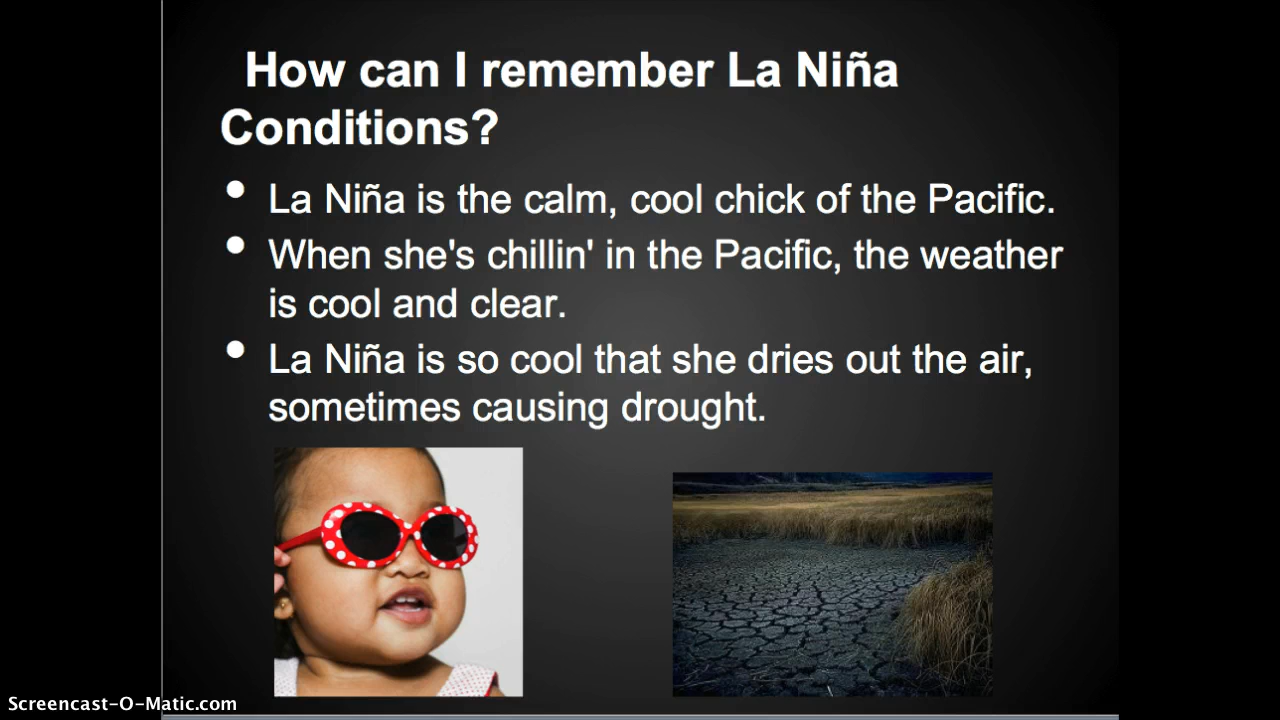 How can I remember La Niña
Conditions?
• La Niña is the calm, cool chick of the Pacific.
• When she's chillin' in the Pacific, the weather
is cool and clear.
• La Niña is so cool that she dries out the air,
sometimes causing drought.
Screencast-O-Matic.com